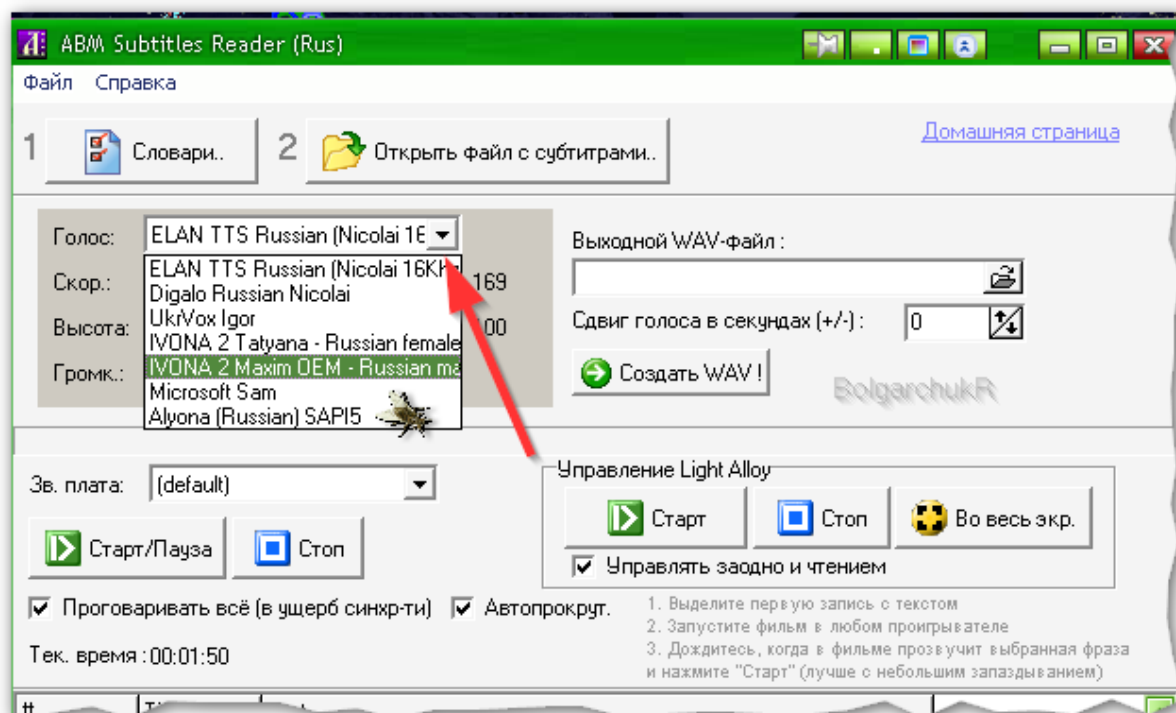 ABM Subtitles Reader (Rus)
Файл Справка
1 Словари.. 2 Открыть файл с субтитрами.. Домашняя страница
Голос: ELAN TTS Russian (Nicolai 16
Выходной WAV-файл :
ELAN TTS Russian (Nicolai 16KHz
Скор.: 169
Digalo Russian Nicolai
UkrVox Igor
Высота: 100
Сдвиг голоса в секундах (+/-) : 0
IVONA 2 Tatyana - Russian female
IVONA 2 Maxim OEM - Russian ma
Громк.:
Создать WAV !
Microsoft Sam
BolgarchukR
Alyona (Russian) SAPI5
Управление Light Alloy
Зв. плата: (default)
Старт Стоп Во весь экр.
Старт/Пауза Стоп
Управлять заодно и чтением
Проговаривать всё (в ущерб синхр-ти) Автопрокрут.
1. Выделите первую запись с текстом
2. Запустите фильм в любом проигрывателе
3. Дождитесь, когда в фильме прозвучит выбранная фраза
и нажмите "Старт" (лучше с небольшим запаздыванием)
Тек. время : 00:01:50
#